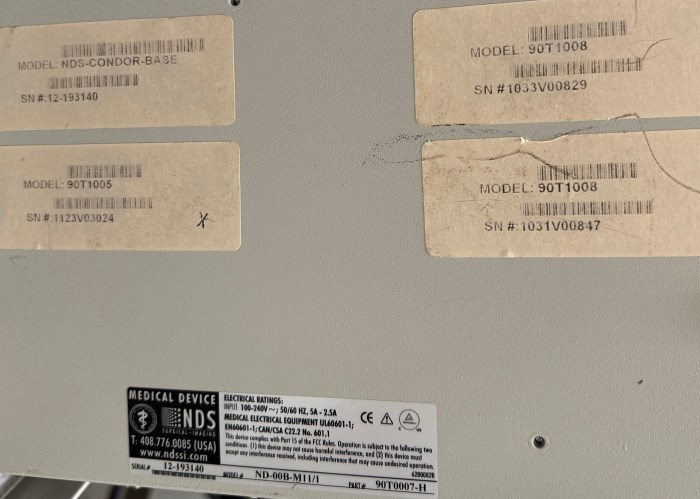 MODEL: NDS-CONDOR-BASE
SN #:12-193140
MODEL: 90T1008
SN #1033V00829
MODEL: 90T1005
SN #:1123V03024
X
MODEL: 90T1008
SN #:1031V00847
MEDICAL DEVICE
NDS
SURGICAL-IMAGING
T: 408.776.0085 (USA)
www.ndssi.com
ELECTRICAL RATINGS:
INPUT: 100-240V~; 50/60 HZ, 5A - 2.5A
MEDICAL ELECTRICAL EQUIPMENT UL60601-1;
EN60601-1; CAN/CSA C22.2 No. 601.1
This device complies with Part 15 of the FCC Rules. Operation is subject to the following two
conditions. (1) this device may not cause harmful interference, and (2) this device must
accept any interference received, including interference that may cause undesired operation.
CE
62000828
SERIAL# 12-193140
MODEL# ND-00B-M11/1
PART# 90T0007-H